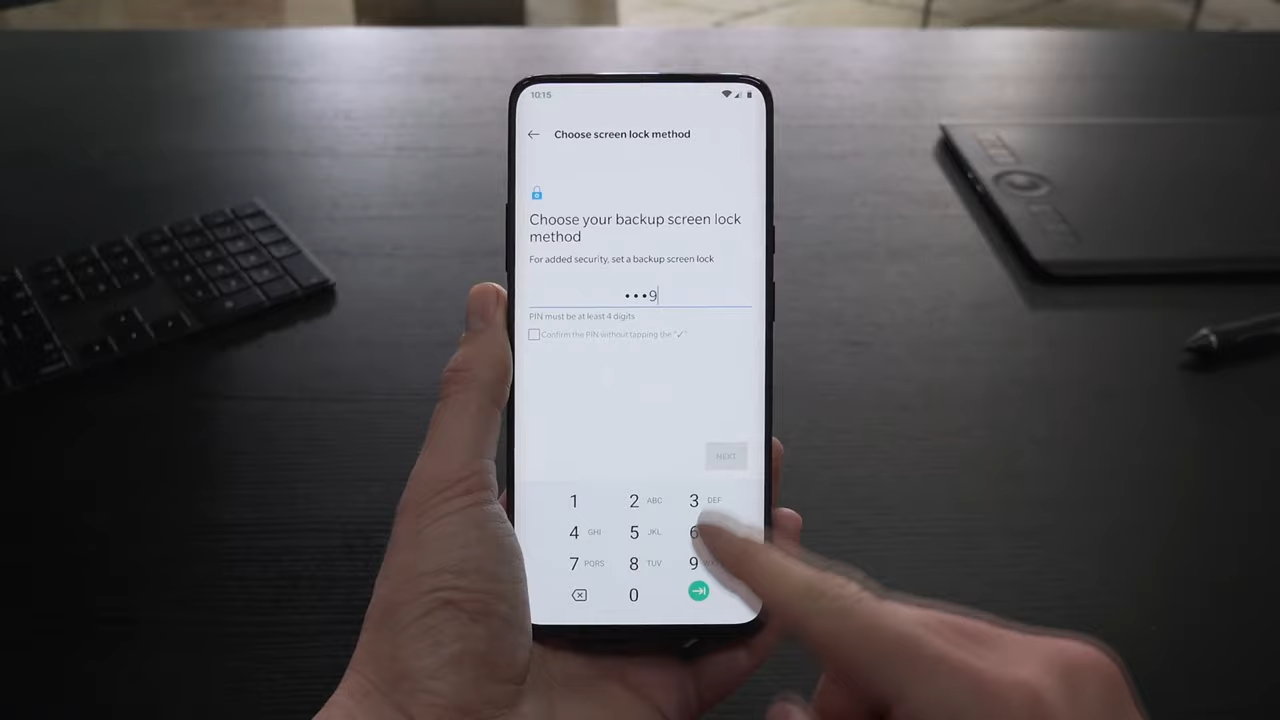 10:15
Choose screen lock method
Choose your backup screen lock
method
For added security, set a backup screen lock
•••9
PIN must be at least 4 digits
Confirm the PIN without tapping the "✓"
NEXT
1 2 ABC 3 DEF
4 GHI 5 JKL 6
7 PQRS 8 TUV 9
0